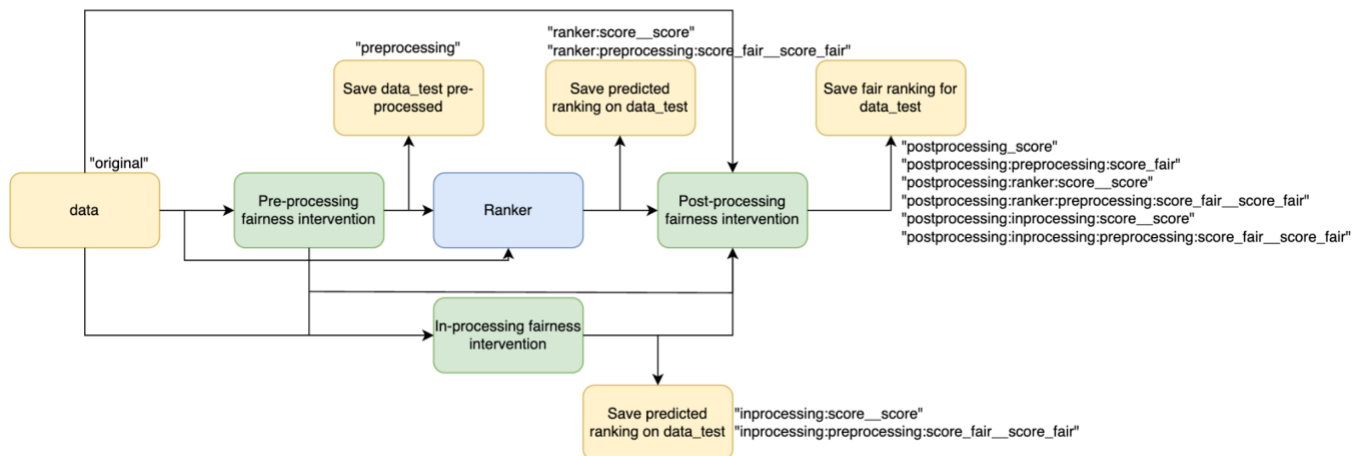 "ranker:score__score"
"preprocessing"
"ranker:preprocessing:score_fair__score_fair"
Save data_test pre-
processed
Save predicted
ranking on data_test
Save fair ranking for
data_test
"original"
data
Pre-processing
fairness intervention
Ranker
Post-processing
fairness intervention
"postprocessing_score"
"postprocessing:preprocessing:score_fair"
"postprocessing:ranker:score__score"
"postprocessing:ranker:preprocessing:score_fair__score_fair"
"postprocessing:inprocessing:score__score"
"postprocessing:inprocessing:preprocessing:score_fair__score_fair"
In-processing fairness
intervention
Save predicted
ranking on data_test
"inprocessing:score__score"
"inprocessing:preprocessing:score_fair__score_fair"